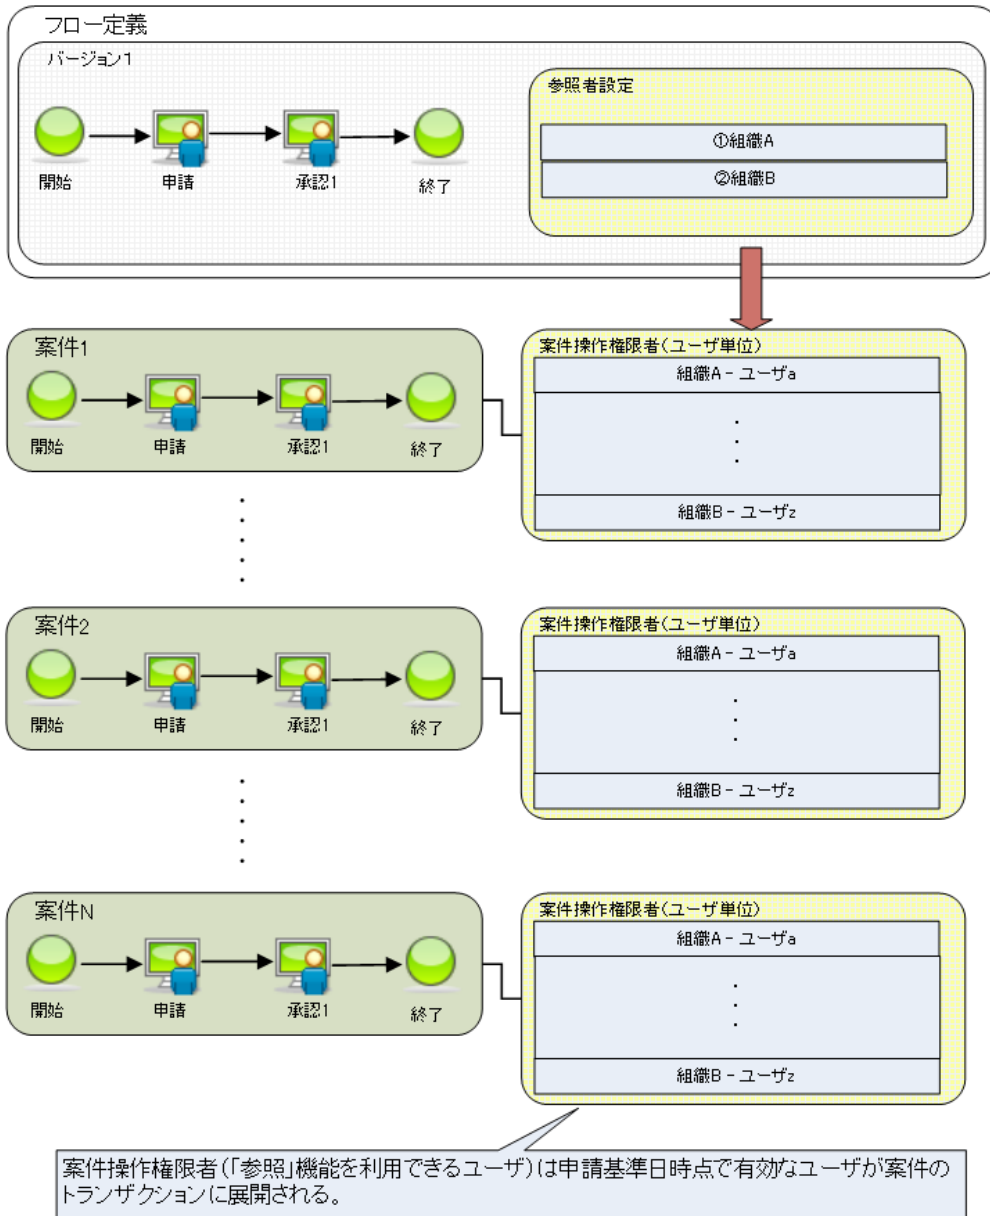 フロー定義
バージョン1
参照者設定
①組織A
②組織B
開始
申請
承認1
終了
案件1
開始
申請
承認1
終了
案件操作権限者(ユーザ単位)
組織A - ユーザa
・
・
・
組織B - ユーザz
・
・
・
・
・
案件2
開始
申請
承認1
終了
案件操作権限者(ユーザ単位)
組織A - ユーザa
・
・
・
組織B - ユーザz
・
・
・
・
・
案件N
開始
申請
承認1
終了
案件操作権限者(ユーザ単位)
組織A - ユーザa
・
・
・
組織B - ユーザz
案件操作権限者(「参照」機能を利用できるユーザ)は申請基準日時点で有効なユーザが案件の
トランザクションに展開される。